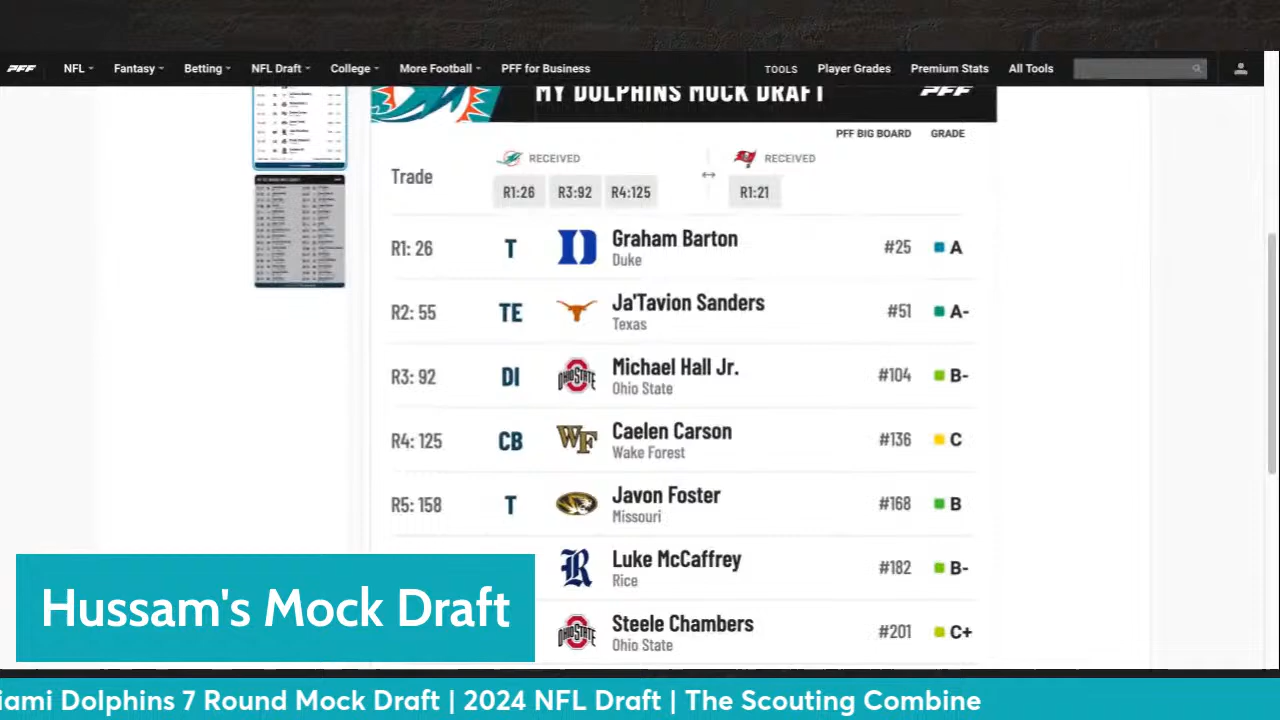 PFF NFL Fantasy Betting NFL Draft College More Football PFF for Business TOOLS Player Grades Premium Stats All Tools
MY DOLPHINS MOCK DRAFT PFF
PFF BIG BOARD GRADE
Trade RECEIVED RECEIVED
R1:26 R3:92 R4:125 R1:21
R1: 26 T Graham Barton #25 A
Duke
R2: 55 TE Ja'Tavion Sanders #51 A-
Texas
R3: 92 DI OHIO STATE Michael Hall Jr. #104 B-
Ohio State
R4: 125 CB WF Caelen Carson #136 C
Wake Forest
R5: 158 T Javon Foster #168 B
Missouri
R Luke McCaffrey #182 B-
Rice
OHIO STATE Steele Chambers #201 C+
Ohio State
Hussam's Mock Draft
iami Dolphins 7 Round Mock Draft | 2024 NFL Draft | The Scouting Combine